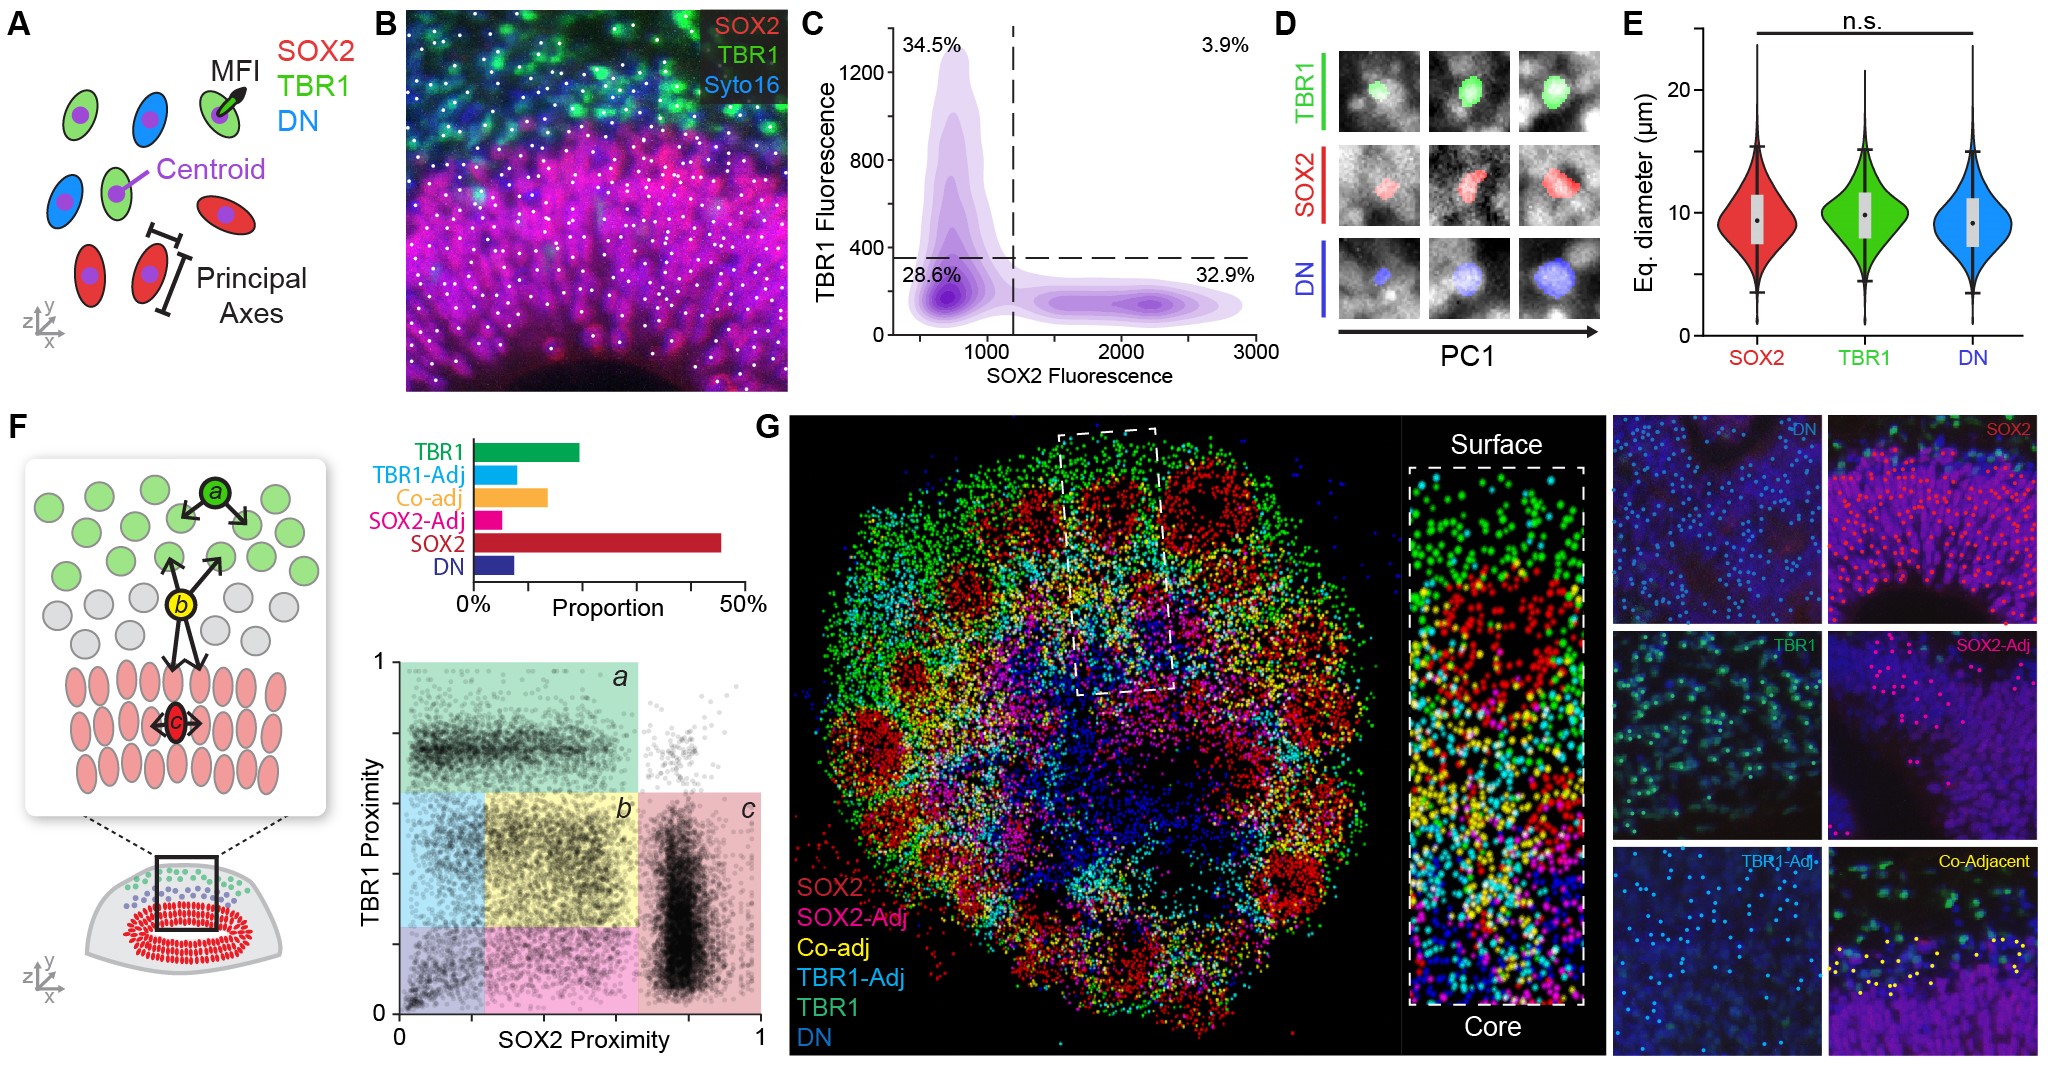 A
SOX2
TBR1
DN
MFI
Centroid
Principal
Axes
z y
x
B
SOX2
TBR1
Syto16
C
34.5%
3.9%
28.6%
32.9%
TBR1 Fluorescence
1200
800
400
0
1000
2000
3000
SOX2 Fluorescence
D
TBR1
SOX2
DN
PC1
E
n.s.
Eq. diameter (µm)
20
10
0
SOX2
TBR1
DN
F
a
b
c
z y
x
TBR1
TBR1-Adj
Co-adj
SOX2-Adj
SOX2
DN
0%
Proportion
50%
1
a
b
c
TBR1 Proximity
0
0
SOX2 Proximity
1
G
SOX2
SOX2-Adj
Co-adj
TBR1-Adj
TBR1
DN
Surface
Core
DN
SOX2
TBR1
SOX2-Adj
TBR1-Adj
Co-Adjacent